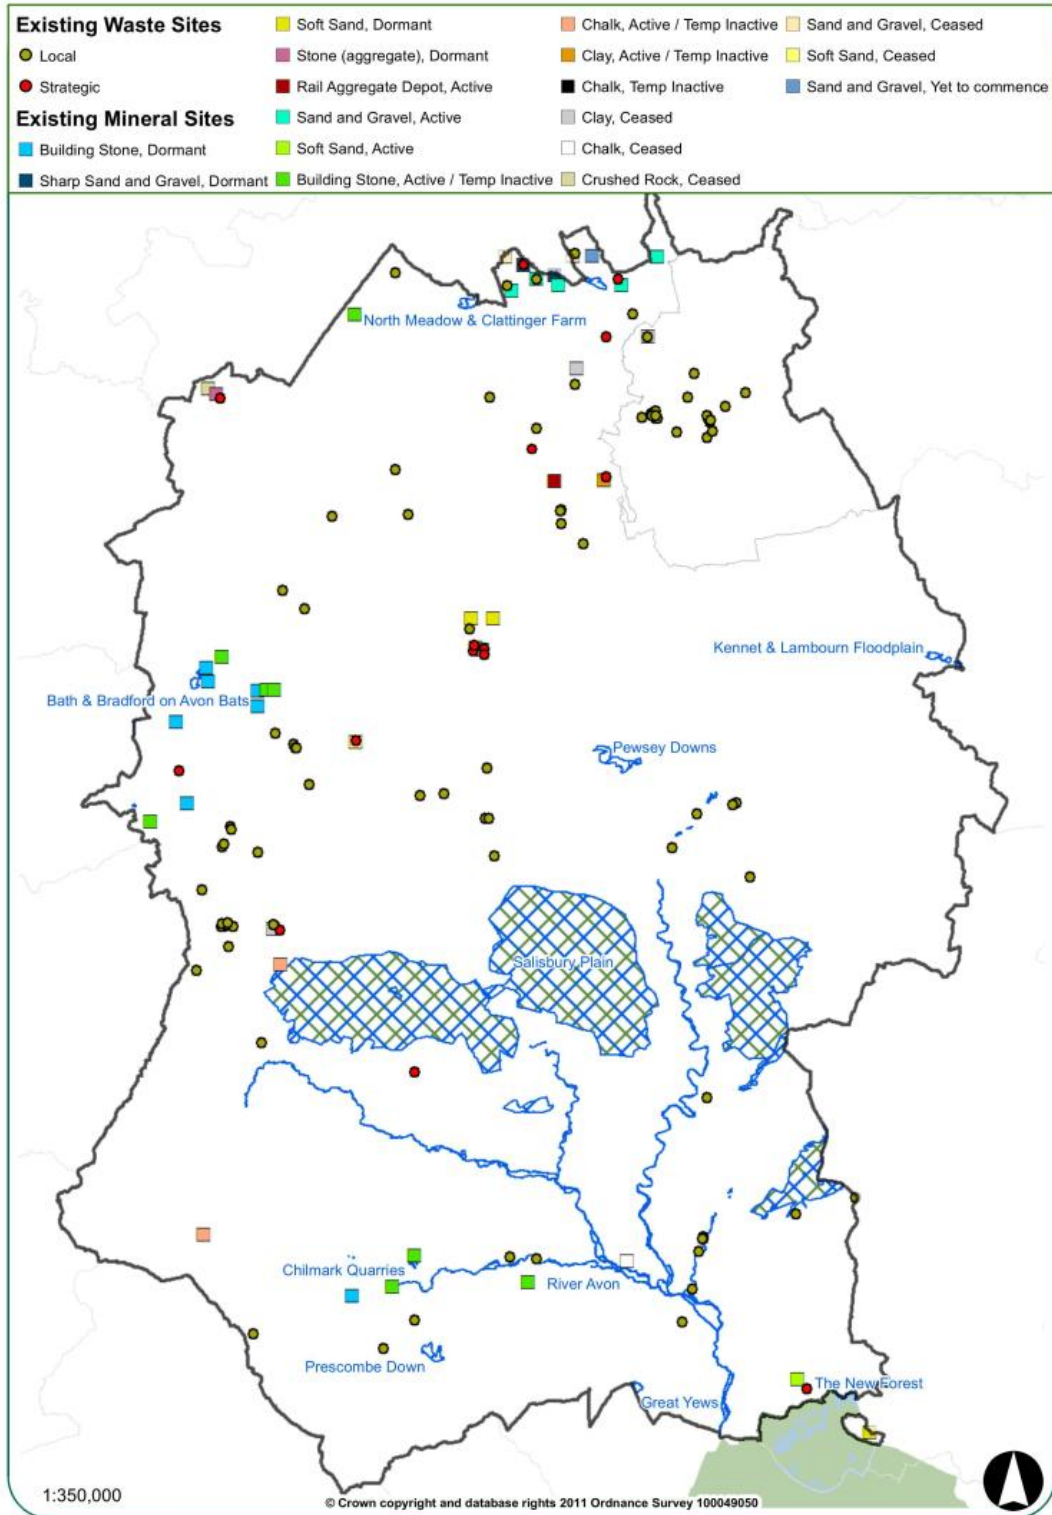 Existing Waste Sites
Local
Strategic
Existing Mineral Sites
Building Stone, Dormant
Sharp Sand and Gravel, Dormant
Soft Sand, Dormant
Stone (aggregate), Dormant
Rail Aggregate Depot, Active
Sand and Gravel, Active
Soft Sand, Active
Building Stone, Active / Temp Inactive
Chalk, Active / Temp Inactive
Clay, Active / Temp Inactive
Chalk, Temp Inactive
Clay, Ceased
Chalk, Ceased
Crushed Rock, Ceased
Sand and Gravel, Ceased
Soft Sand, Ceased
Sand and Gravel, Yet to commence
North Meadow & Clattinger Farm
Kennet & Lambourn Floodplain
Bath & Bradford on Avon Bats
Pewsey Downs
Salisbury Plain
Chilmark Quarries
River Avon
Prescombe Down
The New Forest
Great Yews
1:350,000
© Crown copyright and database rights 2011 Ordnance Survey 100049050